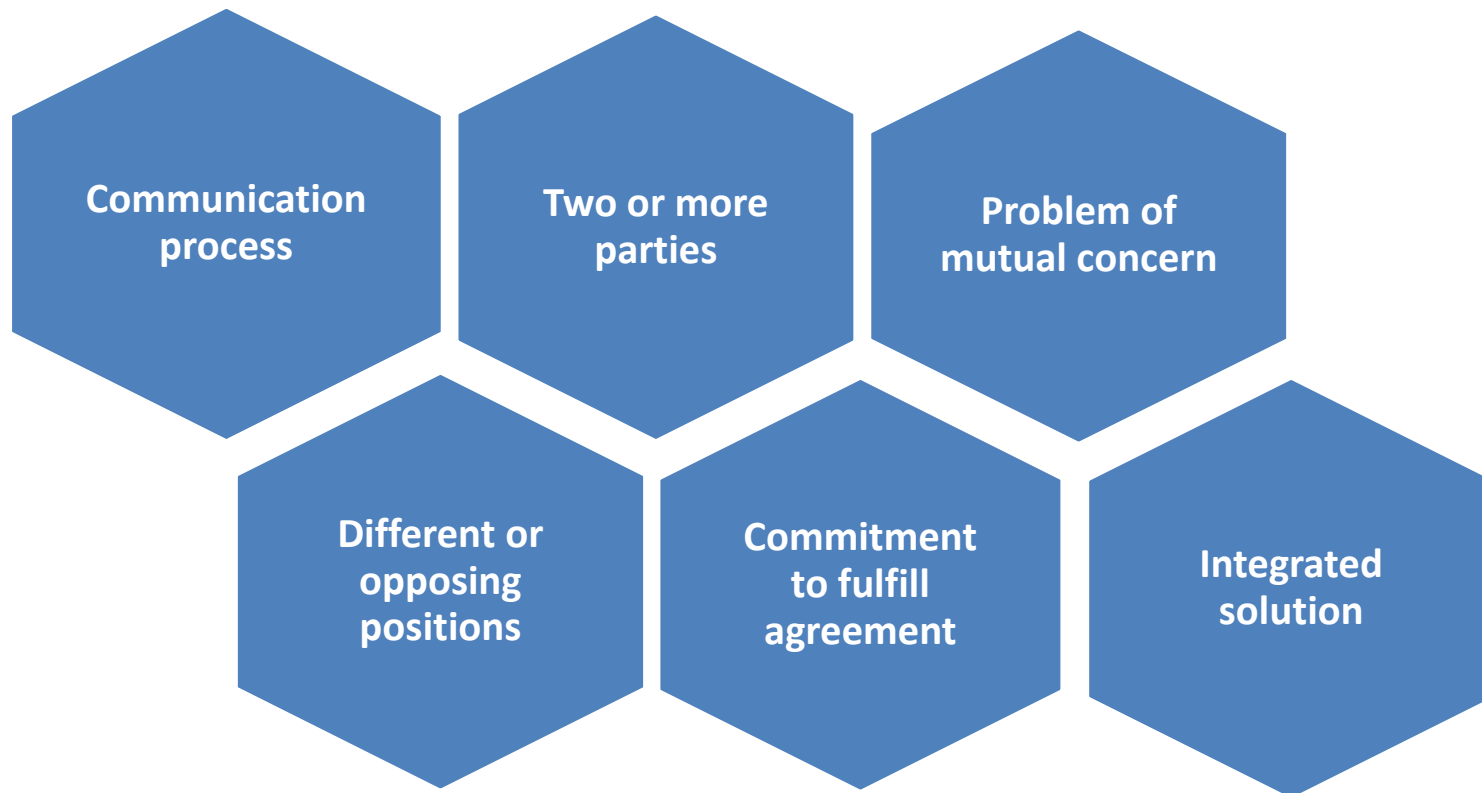 Communication
process
Two or more
parties
Problem of
mutual concern
Different or
opposing
positions
Commitment
to fulfill
agreement
Integrated
solution